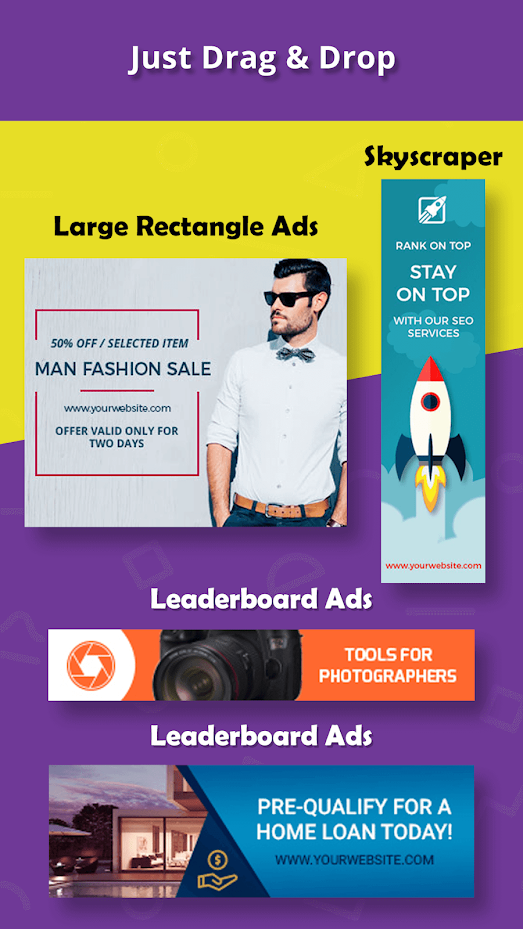 Just Drag & Drop
Skyscraper
Large Rectangle Ads
50% OFF / SELECTED ITEM
MAN FASHION SALE
www.yourwebsite.com
OFFER VALID ONLY FOR
TWO DAYS
RANK ON TOP
STAY
ON TOP
WITH OUR SEO
SERVICES
www.yourwebsite.com
Leaderboard Ads
TOOLS FOR
PHOTOGRAPHERS
Leaderboard Ads
PRE-QUALIFY FOR A
HOME LOAN TODAY!
WWW.YOURWEBSITE.COM
$